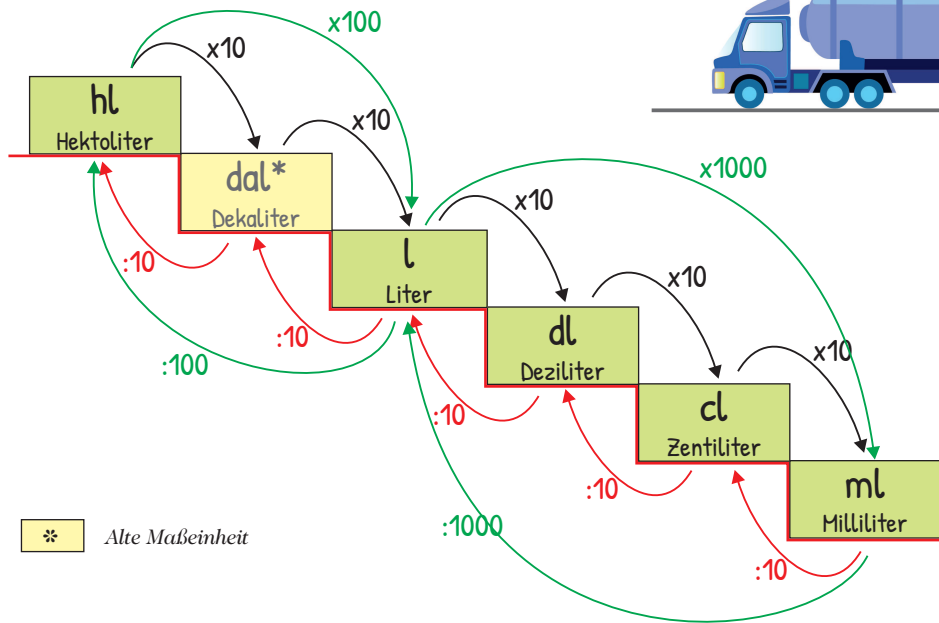 x100
x10
hl
Hektoliter
x10
dal*
Dekaliter
x1000
x10
:10
l
Liter
x10
:10
:100
dl
Deziliter
x10
:10
cl
Zentiliter
:10
ml
Milliliter
:1000
* Alte Maßeinheit
:10